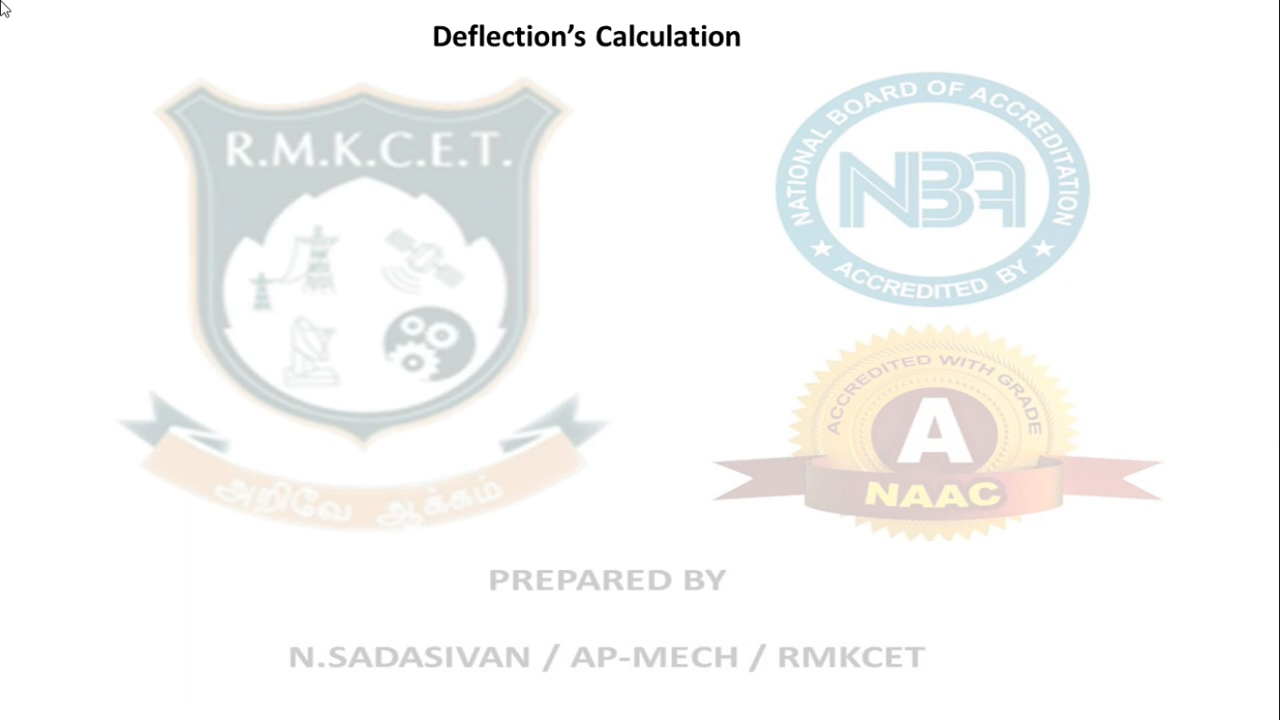 Deflection’s Calculation
R.M.K.C.E.T.
அறிவே ஆக்கம்
NATIONAL BOARD OF ACCREDITATION
NBA
★ ACCREDITED BY ★
ACCREDITED WITH GRADE
A
NAAC
PREPARED BY
N.SADASIVAN / AP-MECH / RMKCET